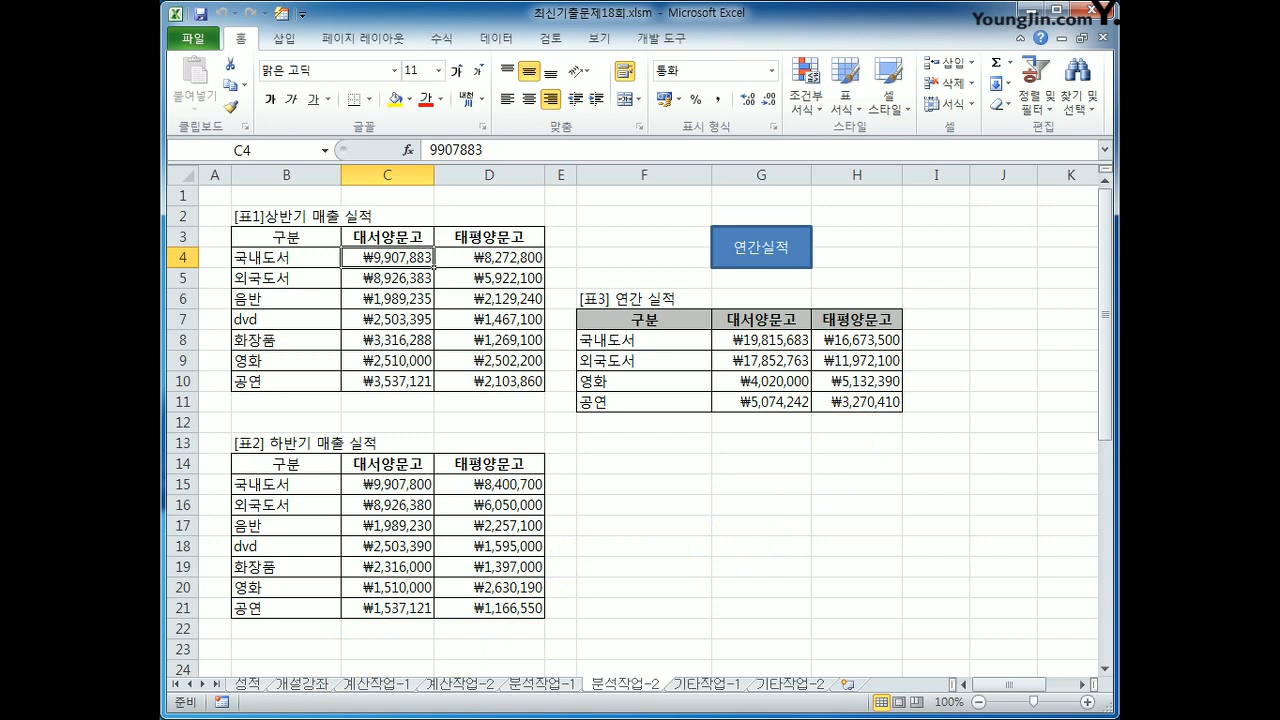 최신기출문제18회.xlsm - Microsoft Excel
YoungJin.com Y.
파일 홈 삽입 페이지 레이아웃 수식 데이터 검토 보기 개발 도구
맑은 고딕 11 통화 삽입
붙여넣기 가 가 가 가 내천 % , 조건부 서식 표 서식 셀 스타일 삭제 정렬 및 필터 찾기 및 선택
서식
클립보드 글꼴 맞춤 표시 형식 스타일 셀 편집
C4 fx 9907883
A B C D E F G H I J K
1
2 [표1]상반기 매출 실적
3 구분 대서양문고 태평양문고 연간실적
4 국내도서 ₩9,907,883 ₩8,272,800
5 외국도서 ₩8,926,383 ₩5,922,100
6 음반 ₩1,989,235 ₩2,129,240 [표3] 연간 실적
7 dvd ₩2,503,395 ₩1,467,100 구분 대서양문고 태평양문고
8 화장품 ₩3,316,288 ₩1,269,100 국내도서 ₩19,815,683 ₩16,673,500
9 영화 ₩2,510,000 ₩2,502,200 외국도서 ₩17,852,763 ₩11,972,100
10 공연 ₩3,537,121 ₩2,103,860 영화 ₩4,020,000 ₩5,132,390
11 공연 ₩5,074,242 ₩3,270,410
12
13 [표2] 하반기 매출 실적
14 구분 대서양문고 태평양문고
15 국내도서 ₩9,907,800 ₩8,400,700
16 외국도서 ₩8,926,380 ₩6,050,000
17 음반 ₩1,989,230 ₩2,257,100
18 dvd ₩2,503,390 ₩1,595,000
19 화장품 ₩2,316,000 ₩1,397,000
20 영화 ₩1,510,000 ₩2,630,190
21 공연 ₩1,537,121 ₩1,166,550
22
23
24
성적 개설강좌 계산작업-1 계산작업-2 분석작업-1 분석작업-2 기타작업-1 기타작업-2
준비 100%